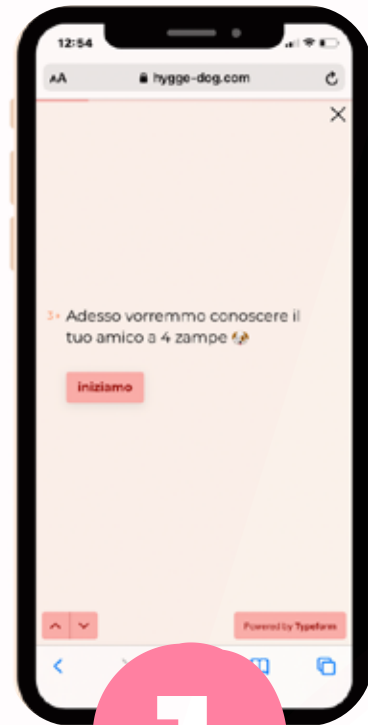 12:54
AA hygge-dog.com
3 Adesso vorremmo conoscere il
tuo amico a 4 zampe 🐶
iniziamo
Powered by Typeform
1